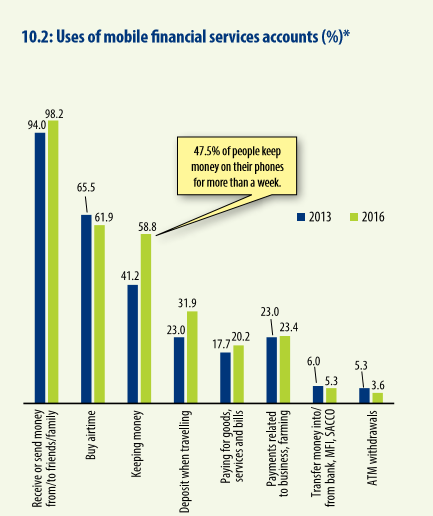 10.2: Uses of mobile financial services accounts (%)*
94.0
98.2
65.5
61.9
41.2
58.8
23.0
31.9
17.7
20.2
23.0
23.4
6.0
5.3
5.3
3.6
47.5% of people keep
money on their phones
for more than a week.
2013
2016
Receive or send money
from/to friends/family
Buy airtime
Keeping money
Deposit when travelling
Paying for goods,
services and bills
Payments related
to business, farming
Transfer money into/
from bank, MFI, SACCO
ATM withdrawals